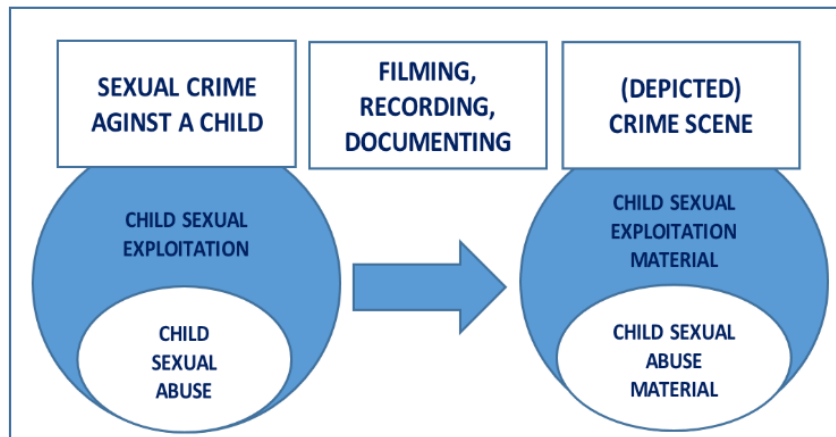 SEXUAL CRIME
AGINST A CHILD
FILMING,
RECORDING,
DOCUMENTING
(DEPICTED)
CRIME SCENE
CHILD SEXUAL
EXPLOITATION
CHILD SEXUAL
EXPLOITATION
MATERIAL
CHILD
SEXUAL
ABUSE
CHILD SEXUAL
ABUSE
MATERIAL